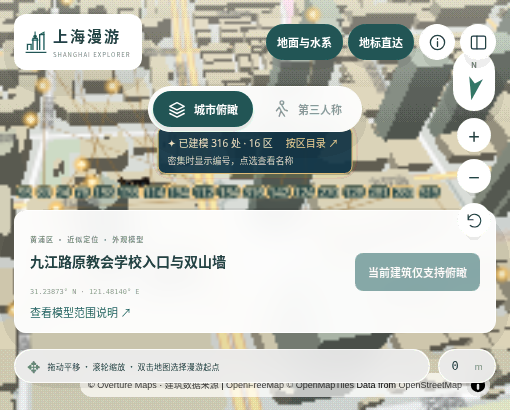 上海漫游
SHANGHAI EXPLORER
地面与水系
地标直达
N
城市俯瞰
第三人称
✦ 已建模 316 处 · 16 区 按区目录 ↗
密集时显示编号，点选查看名称
+
−
黄浦区 · 近似定位 · 外观模型
九江路原教会学校入口与双山墙
当前建筑仅支持俯瞰
31.23873° N · 121.48140° E
查看模型范围说明 ↗
拖动平移 · 滚轮缩放 · 双击地图选择漫游起点
0 m
© Overture Maps · 建筑数据来源 | OpenFreeMap © OpenMapTiles Data from OpenStreetMap